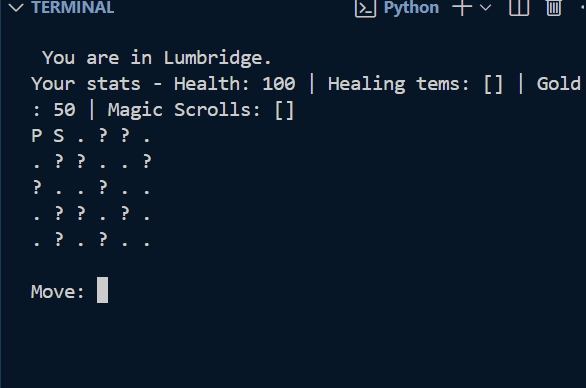 TERMINAL
Python
You are in Lumbridge.
Your stats - Health: 100 | Healing tems: [] | Gold
: 50 | Magic Scrolls: []
P S . ? ? .
. ? ? . . ?
? . . ? . .
. ? ? . ? .
. ? . ? . .
Move: